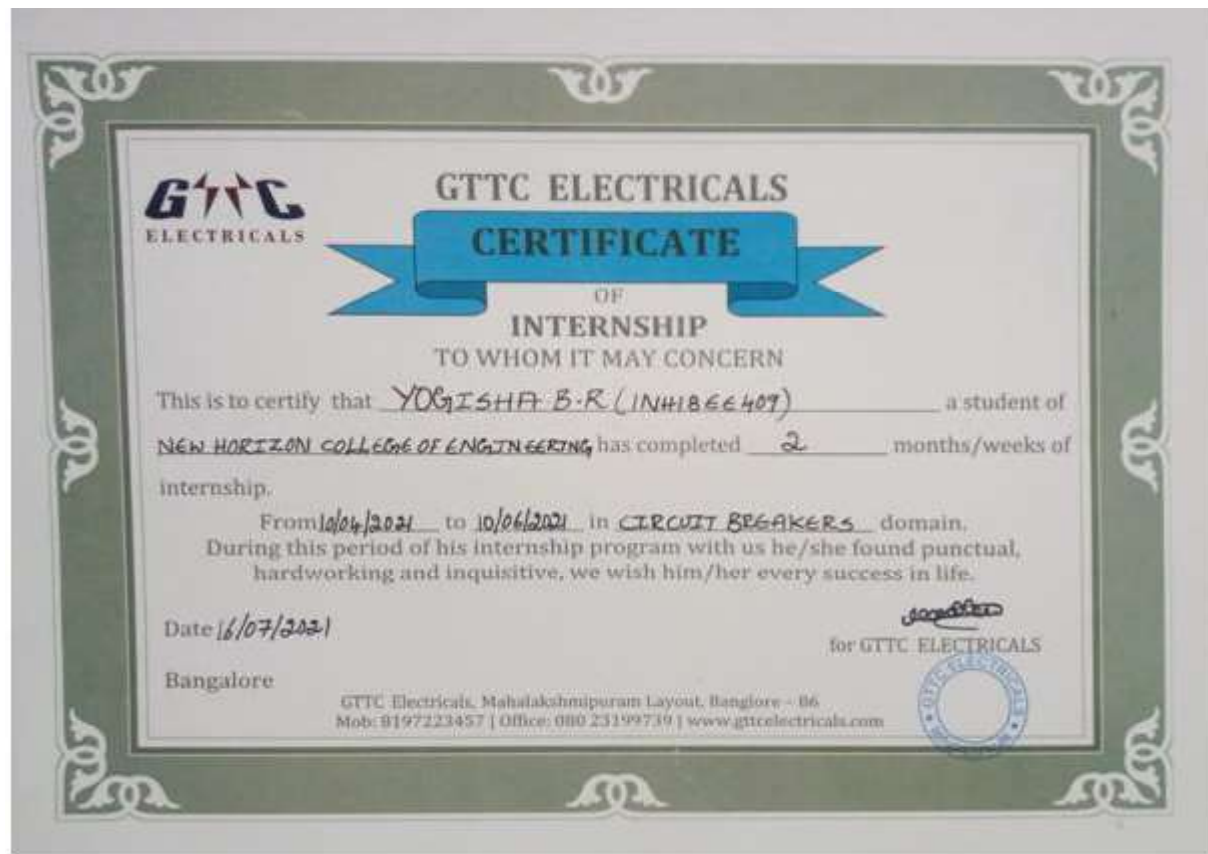 GTTC
ELECTRICALS
GTTC ELECTRICALS
CERTIFICATE
OF
INTERNSHIP
TO WHOM IT MAY CONCERN
This is to certify that YOGISHA B.R (1NH18EE409) a student of
NEW HORIZON COLLEGE OF ENGINEERING has completed 2 months/weeks of
internship.
From 10/04/2021 to 10/06/2021 in CIRCUIT BREAKERS domain.
During this period of his internship program with us he/she found punctual,
hardworking and inquisitive, we wish him/her every success in life.
Date 16/07/2021
for GTTC ELECTRICALS
Bangalore
GTTC Electricals, Mahalakshmipuram Layout, Banglore – 86
Mob: 8197223457 | Office: 080 23199739 | www.gttcelectricals.com
GTTC ELECTRICALS